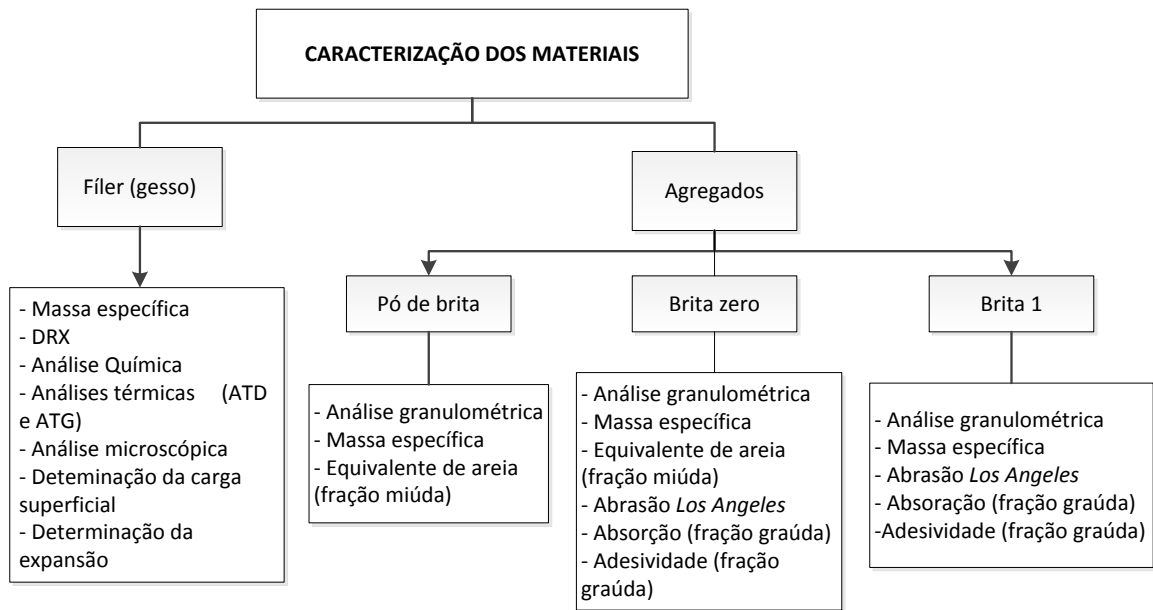 CARACTERIZAÇÃO DOS MATERIAIS
Fíler (gesso)
Agregados
- Massa específica
- DRX
- Análise Química
- Análises térmicas (ATD
e ATG)
- Análise microscópica
- Deteminação da carga
superficial
- Determinação da
expansão
Pó de brita
- Análise granulométrica
- Massa específica
- Equivalente de areia
(fração miúda)
Brita zero
- Análise granulométrica
- Massa específica
- Equivalente de areia
(fração miúda)
- Abrasão Los Angeles
- Absorção (fração graúda)
- Adesividade (fração
graúda)
Brita 1
- Análise granulométrica
- Massa específica
- Abrasão Los Angeles
- Absoração (fração graúda)
-Adesividade (fração graúda)